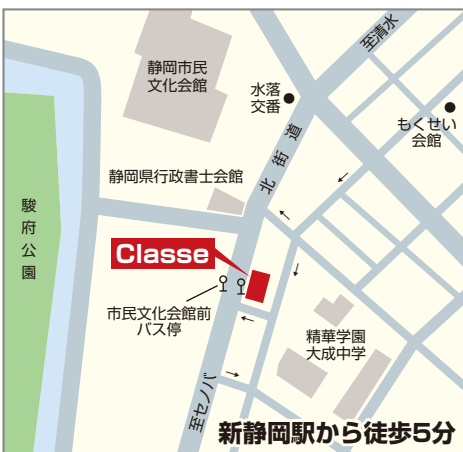 至清水
静岡市民
文化会館
水落
交番
もくせい
会館
北街道
静岡県行政書士会館
駿府公園
Classe
市民文化会館前
バス停
精華学園
大成中学
至セノバ
新静岡駅から徒歩5分